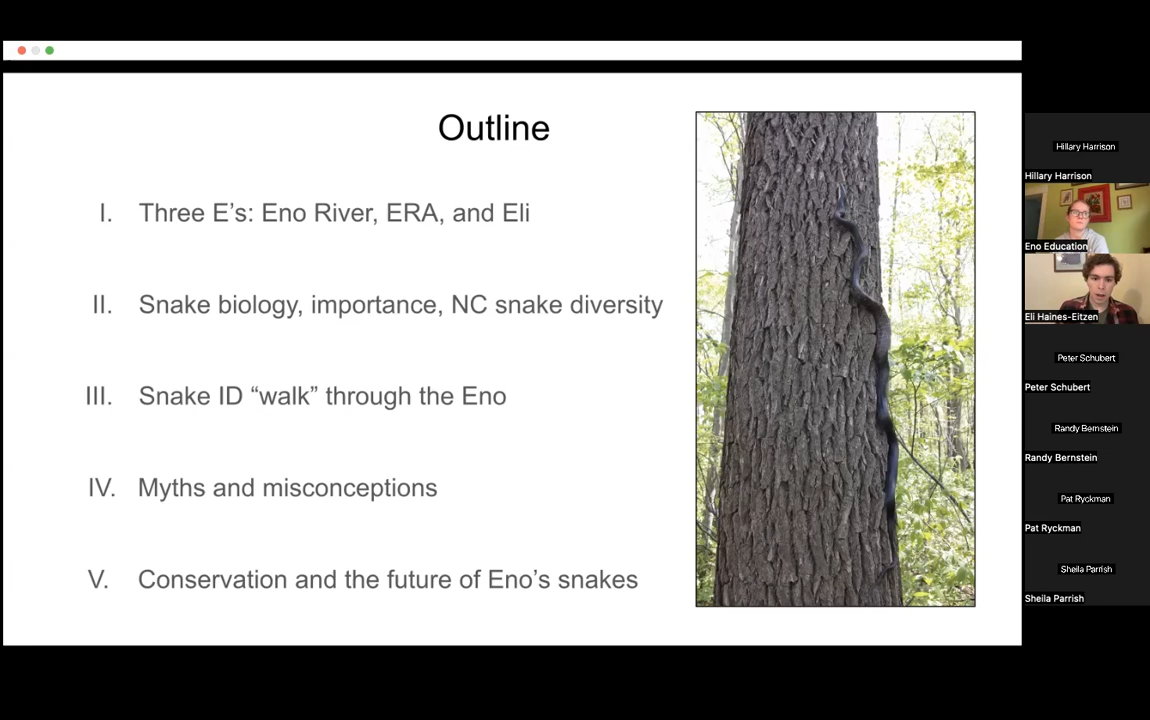 Outline
I. Three E’s: Eno River, ERA, and Eli
II. Snake biology, importance, NC snake diversity
III. Snake ID “walk” through the Eno
IV. Myths and misconceptions
V. Conservation and the future of Eno’s snakes
Hillary Harrison
Hillary Harrison
Eno Education
Eli Haines-Eitzen
Peter Schubert
Peter Schubert
Randy Bernstein
Randy Bernstein
Pat Ryckman
Pat Ryckman
Sheila Parrish
Sheila Parrish